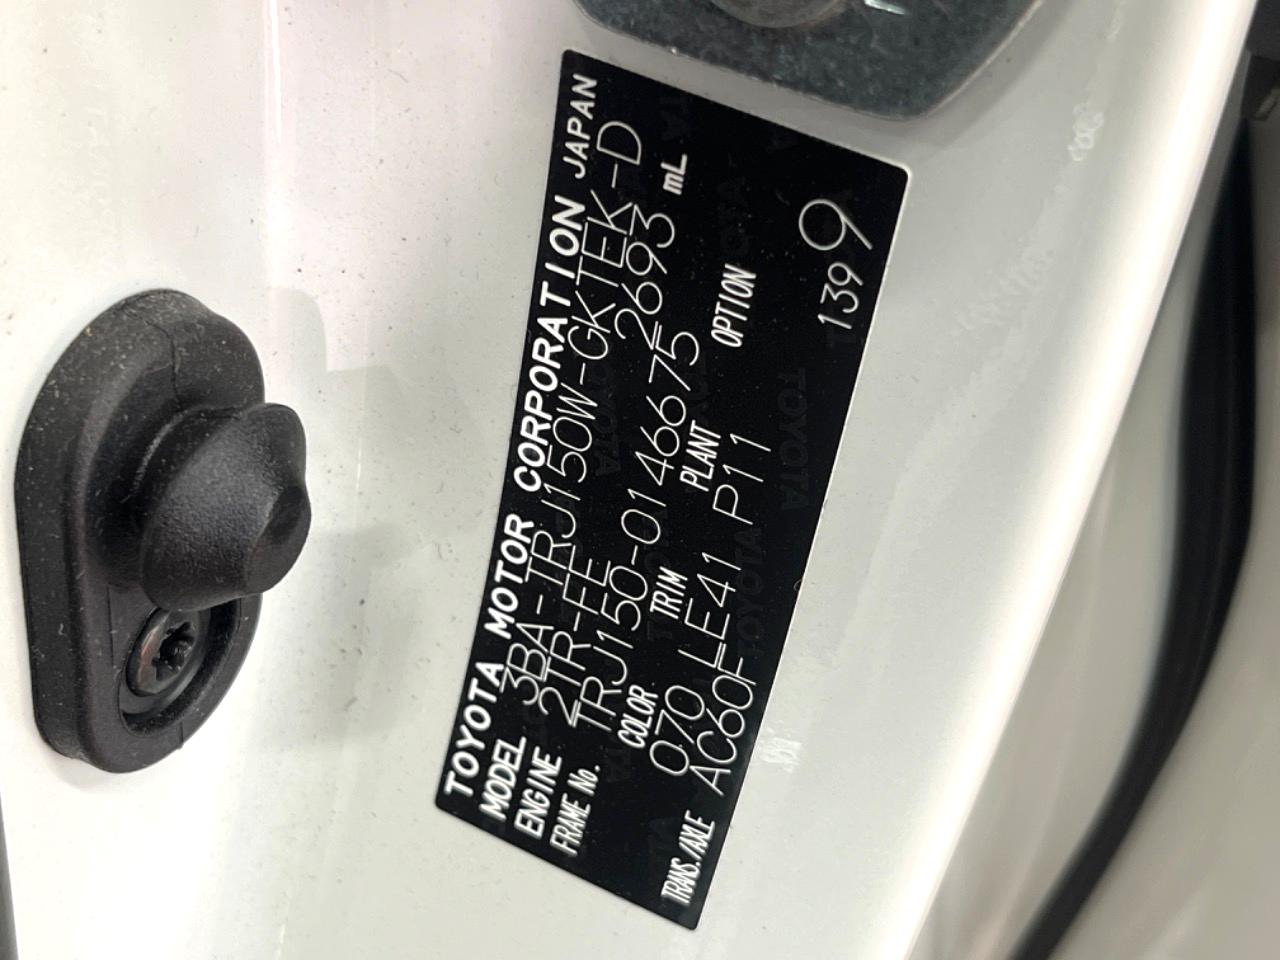 TOYOTA MOTOR CORPORATION JAPAN
MODEL 3BA-TRJ150W-GKTEK-D
ENGINE 2TR-FE 2693 mL
FRAME No. TRJ150-0146675
COLOR TRIM PLANT OPTION
070 LE41 P11
TRANS./AXLE AC60F
139 9